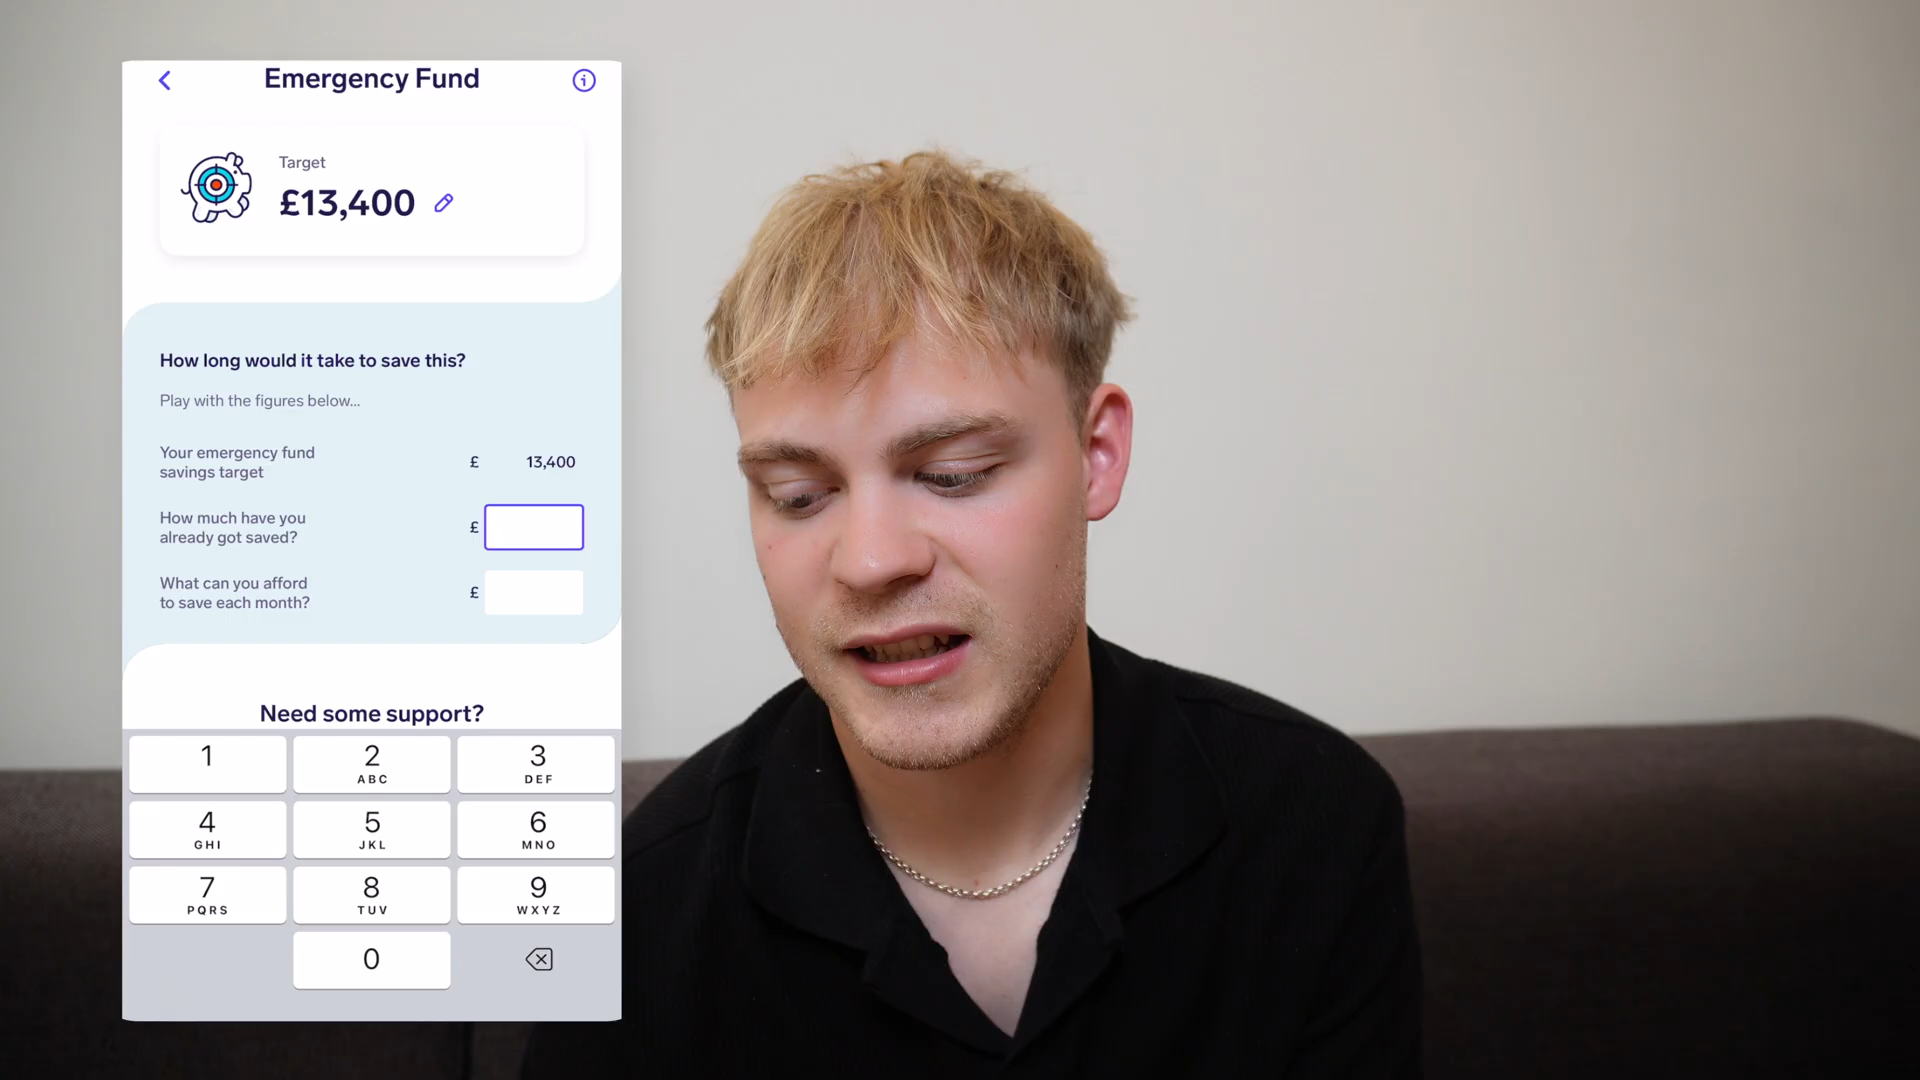 Emergency Fund
Target
£13,400
How long would it take to save this?
Play with the figures below...
Your emergency fund
savings target
£ 13,400
How much have you
already got saved?
£
What can you afford
to save each month?
£
Need some support?
1
2
ABC
3
DEF
4
GHI
5
JKL
6
MNO
7
PQRS
8
TUV
9
WXYZ
0